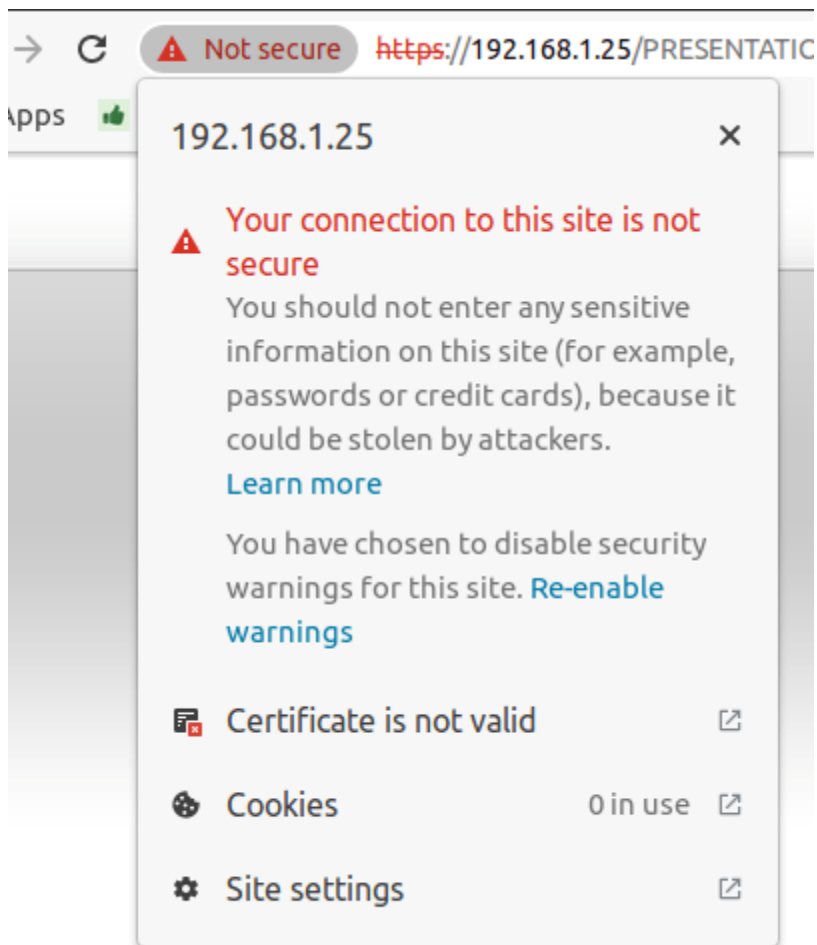 Not secure https://192.168.1.25/PRESENTATIO
Apps
192.168.1.25
Your connection to this site is not
secure
You should not enter any sensitive
information on this site (for example,
passwords or credit cards), because it
could be stolen by attackers.
Learn more
You have chosen to disable security
warnings for this site. Re-enable
warnings
Certificate is not valid
Cookies 0 in use
Site settings